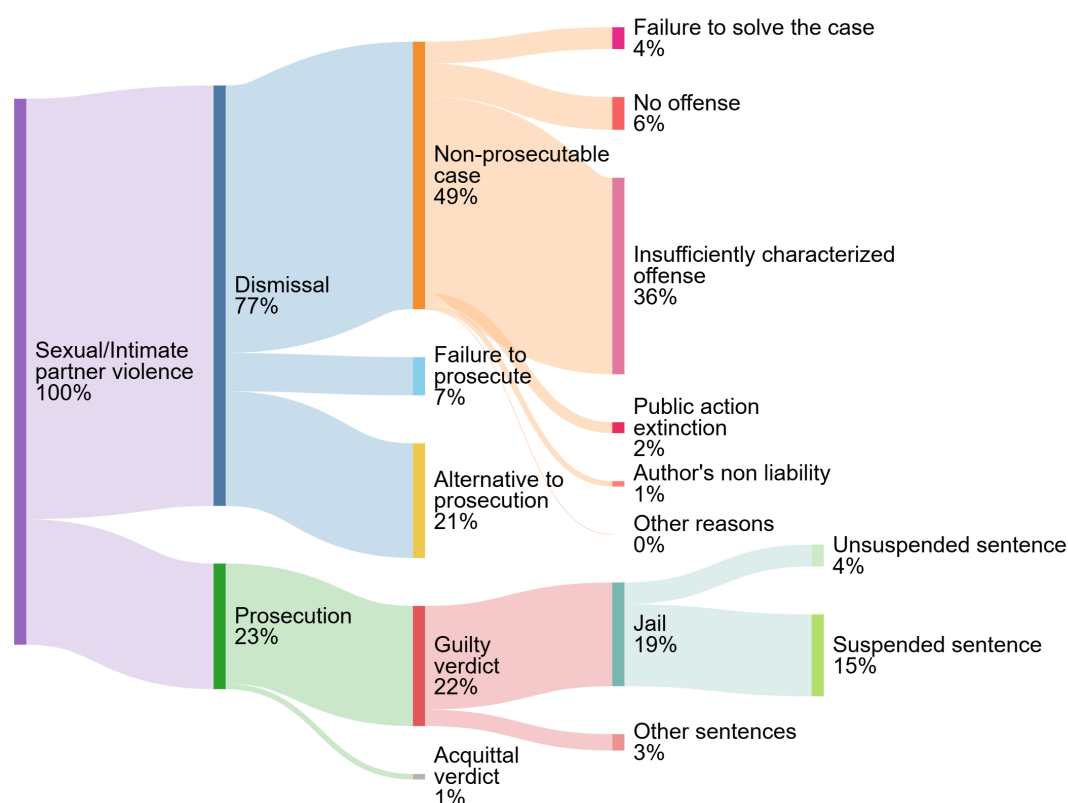 Sexual/Intimate
partner violence
100%
Dismissal
77%
Prosecution
23%
Non-prosecutable
case
49%
Failure to
prosecute
7%
Alternative to
prosecution
21%
Guilty
verdict
22%
Acquittal
verdict
1%
Failure to solve the case
4%
No offense
6%
Insufficiently characterized
offense
36%
Public action
extinction
2%
Author's non liability
1%
Other reasons
0%
Jail
19%
Other sentences
3%
Unsuspended sentence
4%
Suspended sentence
15%